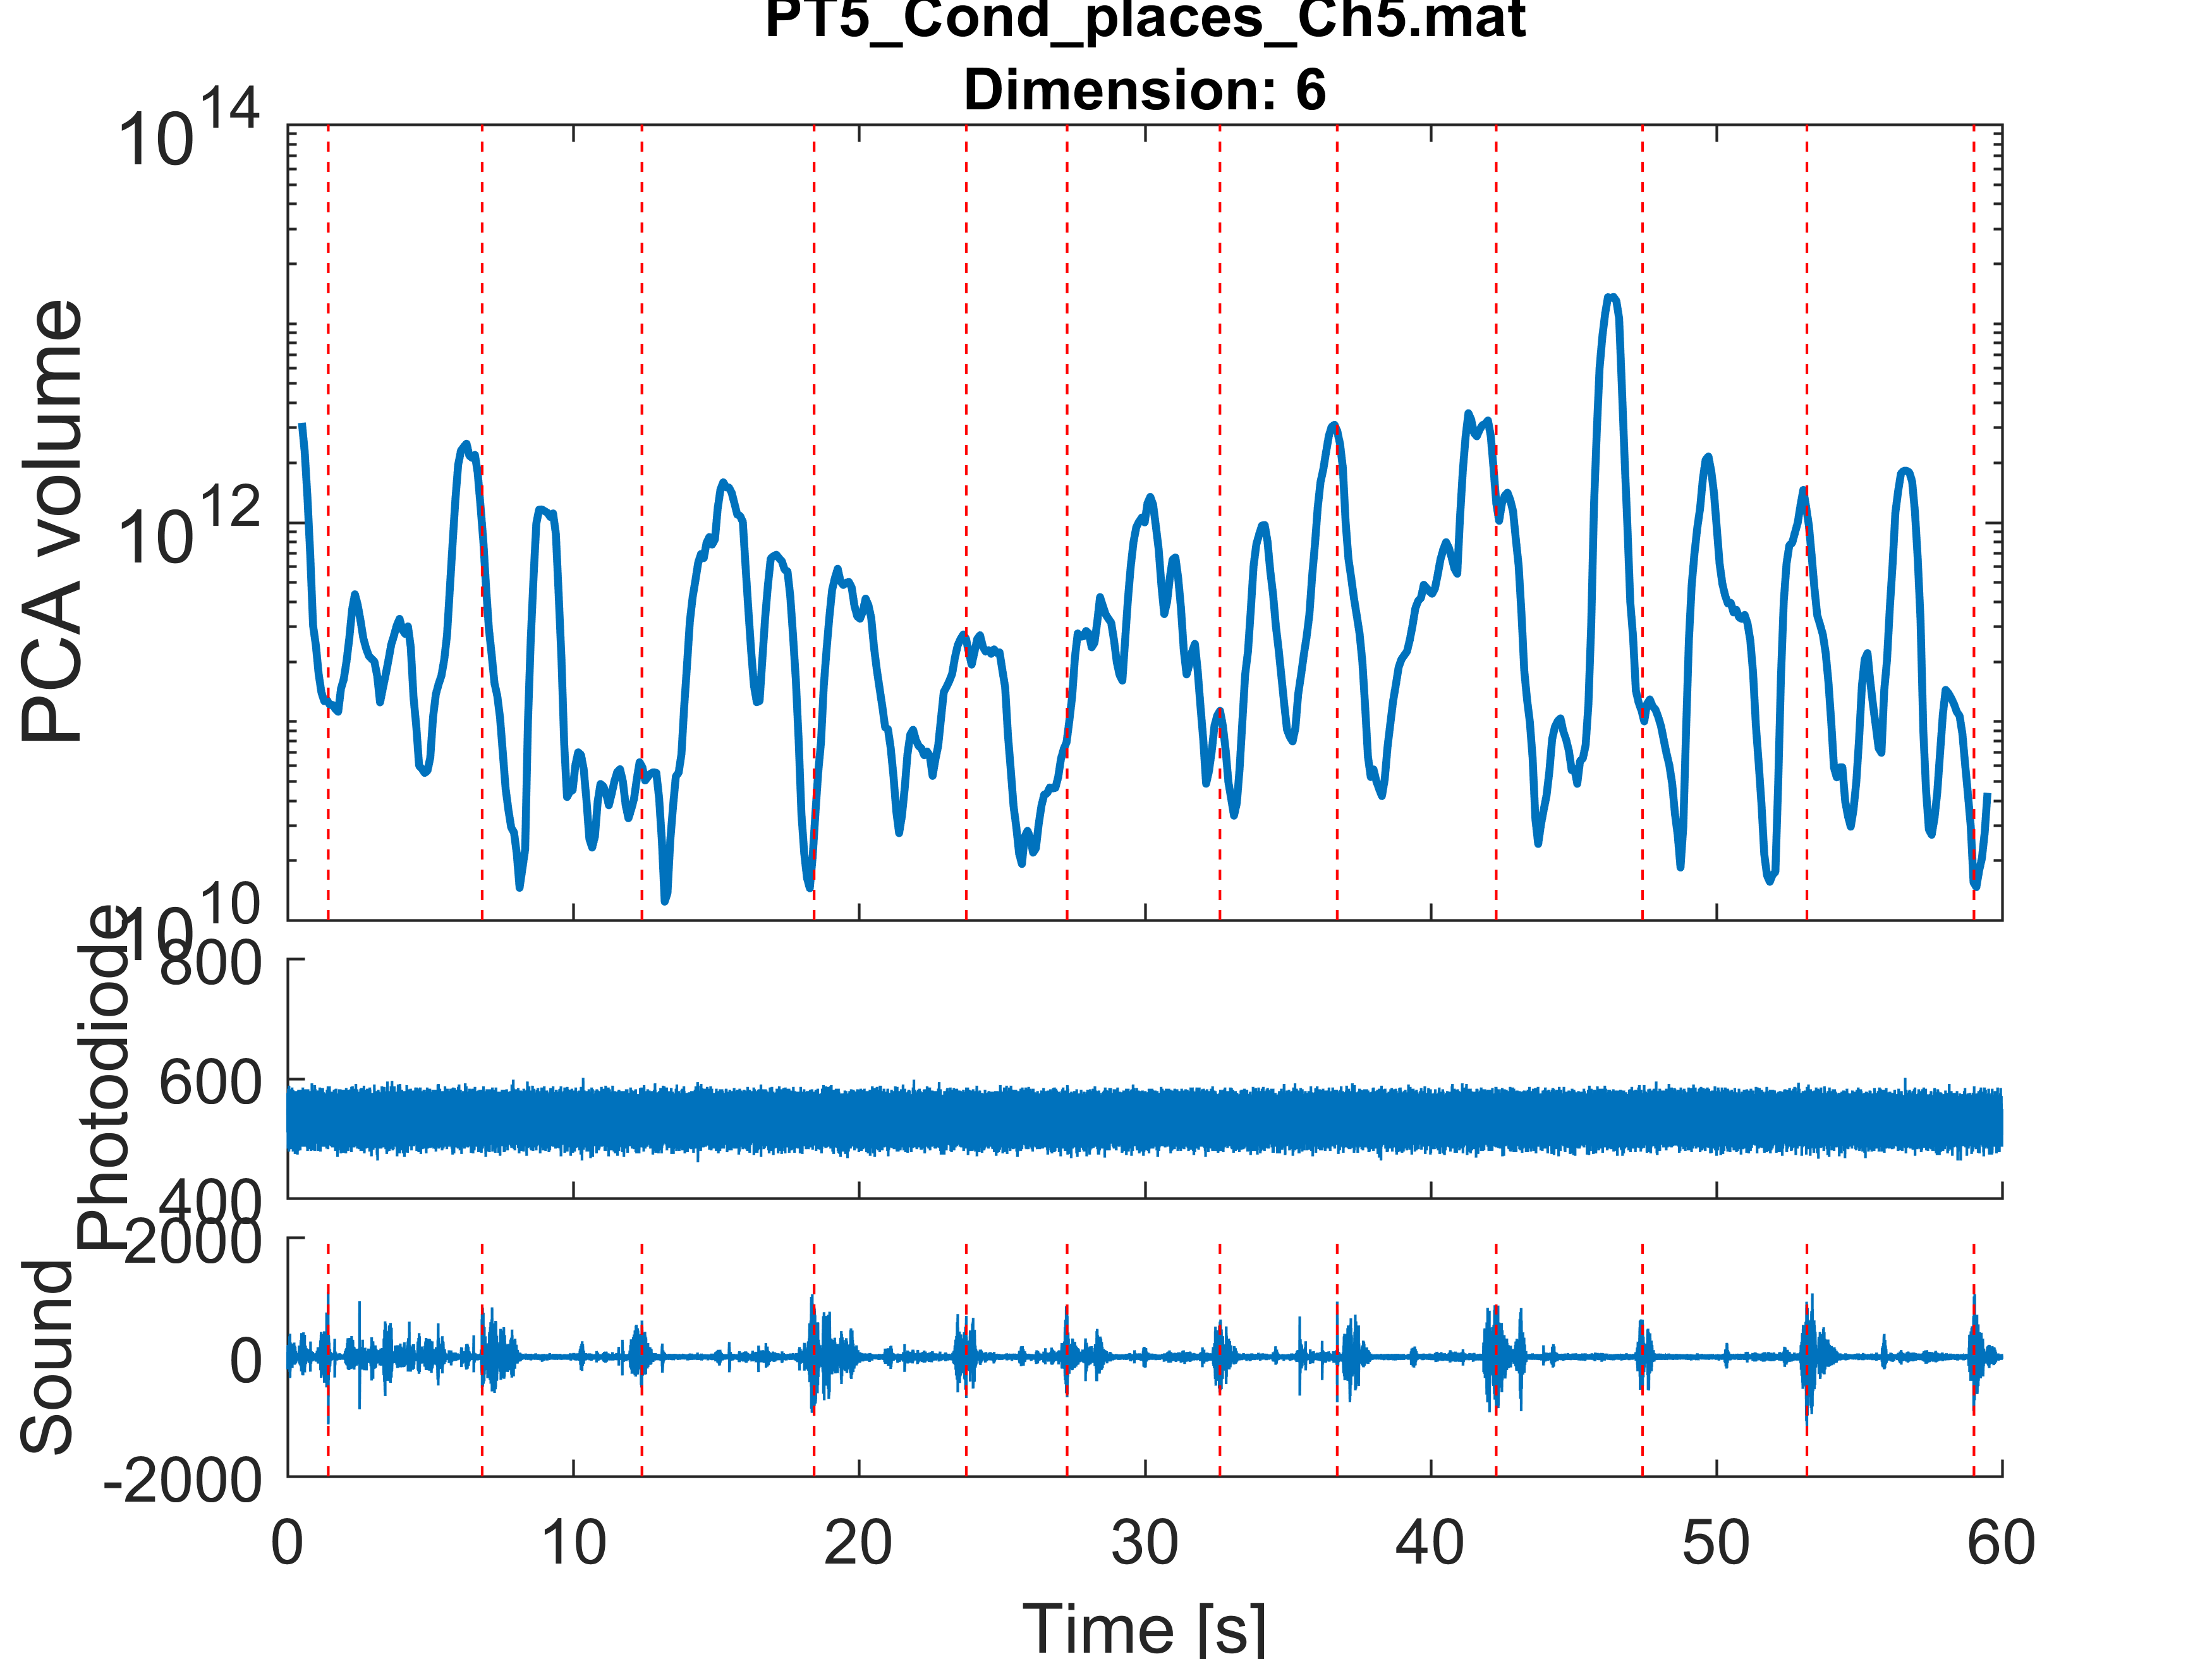 PT5_Cond_places_Ch5.mat
Dimension: 6
PCA volume
10^14
10^12
10^10
Photodiode
800
600
400
Sound
2000
0
-2000
0 10 20 30 40 50 60
Time [s]